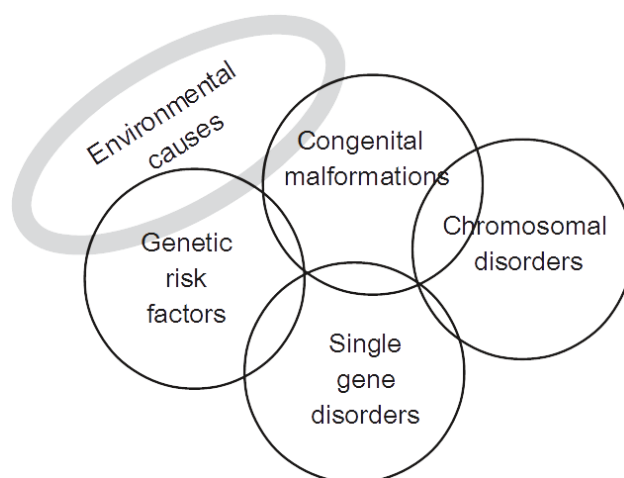 Environmental
causes
Congenital
malformations
Chromosomal
disorders
Genetic
risk
factors
Single
gene
disorders